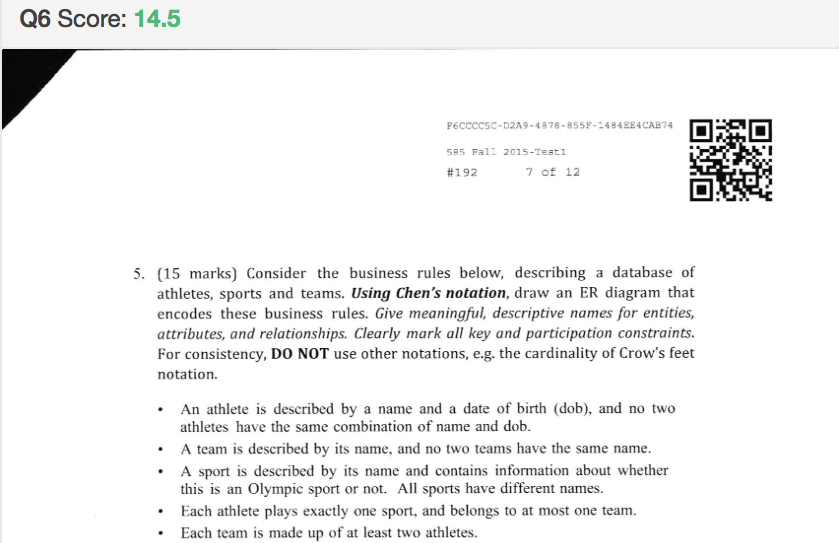 Q6 Score: 14.5
F6CCCC5C-D2A9-4878-855F-1484EE4CAB74
S85 Fall 2015-Test1
#192 7 of 12
5. (15 marks) Consider the business rules below, describing a database of
athletes, sports and teams. Using Chen's notation, draw an ER diagram that
encodes these business rules. Give meaningful, descriptive names for entities,
attributes, and relationships. Clearly mark all key and participation constraints.
For consistency, DO NOT use other notations, e.g. the cardinality of Crow's feet
notation.
• An athlete is described by a name and a date of birth (dob), and no two
athletes have the same combination of name and dob.
• A team is described by its name, and no two teams have the same name.
• A sport is described by its name and contains information about whether
this is an Olympic sport or not. All sports have different names.
• Each athlete plays exactly one sport, and belongs to at most one team.
• Each team is made up of at least two athletes.